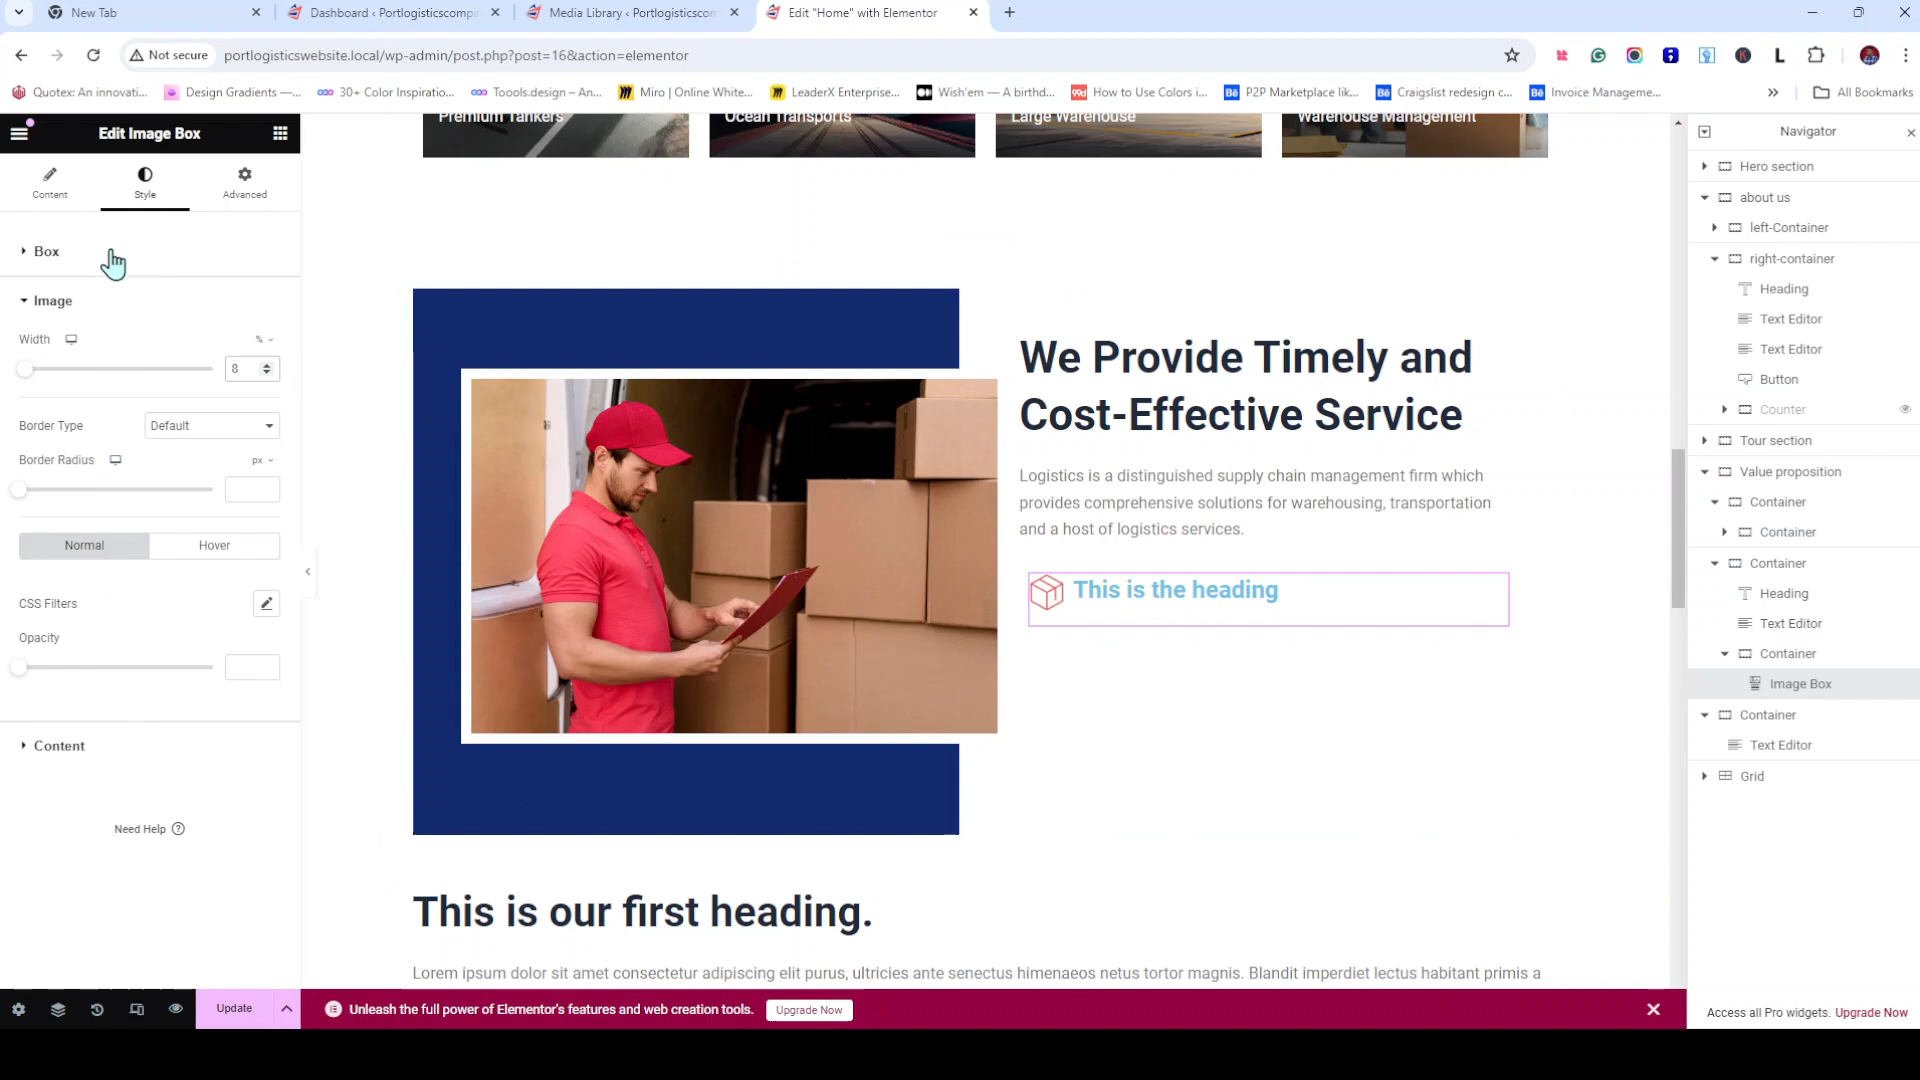 New Tab
Dashboard ‹ Portlogisticscompa
Media Library ‹ Portlogisticscon
Edit "Home" with Elementor
Not secure
portlogisticswebsite.local/wp-admin/post.php?post=16&action=elementor
Quotex: An innovati...
Design Gradients —...
30+ Color Inspiratio...
Toools.design – An...
Miro | Online White...
LeaderX Enterprise...
Wish'em — A birthd...
How to Use Colors i...
P2P Marketplace lik...
Craigslist redesign c...
Invoice Manageme...
All Bookmarks
Edit Image Box
Content
Style
Advanced
Box
Image
Width
%
8
Border Type
Default
Border Radius
px
Normal
Hover
CSS Filters
Opacity
Content
Need Help
Update
Premium Tankers
Ocean Transports
Large Warehouse
Warehouse Management
We Provide Timely and
Cost-Effective Service
Logistics is a distinguished supply chain management firm which
provides comprehensive solutions for warehousing, transportation
and a host of logistics services.
This is the heading
This is our first heading.
Lorem ipsum dolor sit amet consectetur adipiscing elit purus, ultricies ante senectus himenaeos netus tortor magnis. Blandit imperdiet lectus habitant primis a
Unleash the full power of Elementor's features and web creation tools.
Upgrade Now
Navigator
Hero section
about us
left-Container
right-container
Heading
Text Editor
Text Editor
Button
Counter
Tour section
Value proposition
Container
Container
Container
Heading
Text Editor
Container
Image Box
Container
Text Editor
Grid
Access all Pro widgets. Upgrade Now